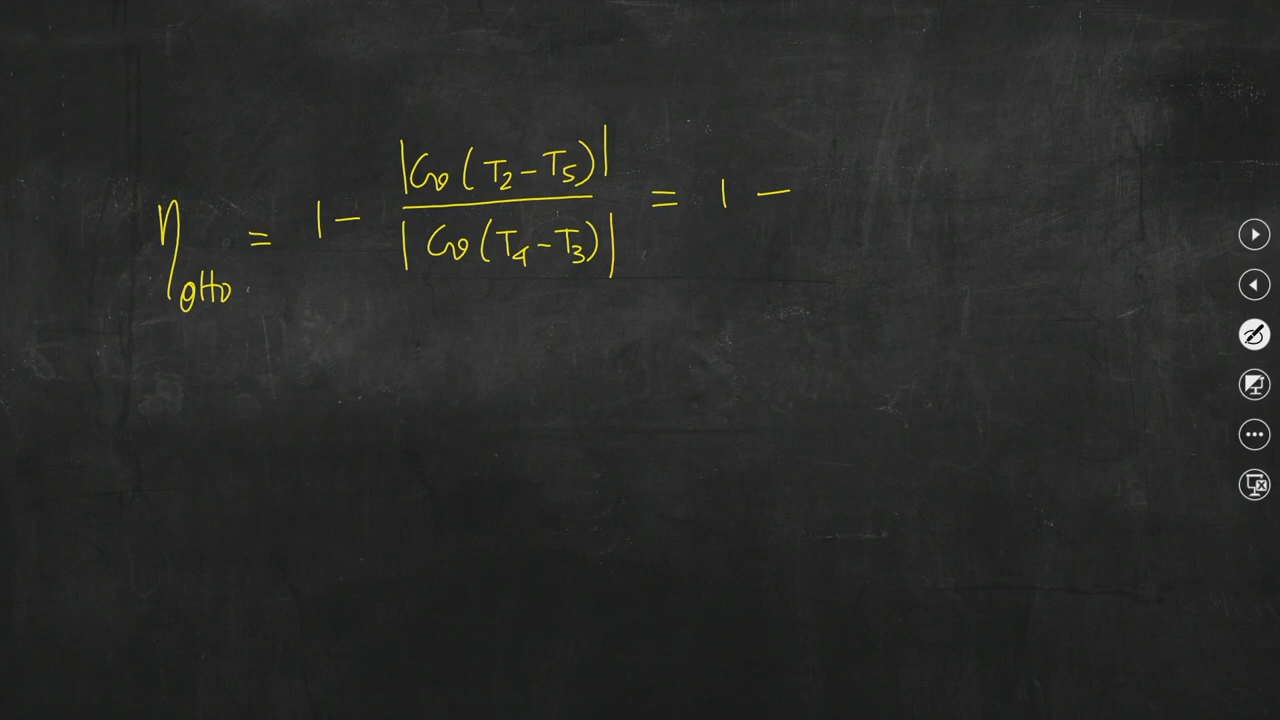 η_otto = 1 - |Cv(T₂-T₅)| / |Cv(T₄-T₃)| = 1 -